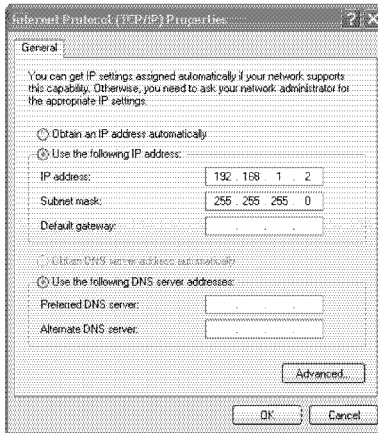 Internet Protocol (TCP/IP) Properties
General
You can get IP settings assigned automatically if your network supports
this capability. Otherwise, you need to ask your network administrator for
the appropriate IP settings.
Obtain an IP address automatically
Use the following IP address:
IP address: 192 . 168 . 1 . 2
Subnet mask: 255 . 255 . 255 . 0
Default gateway: . . .
Obtain DNS server address automatically
Use the following DNS server addresses:
Preferred DNS server: . . .
Alternate DNS server: . . .
Advanced...
OK Cancel